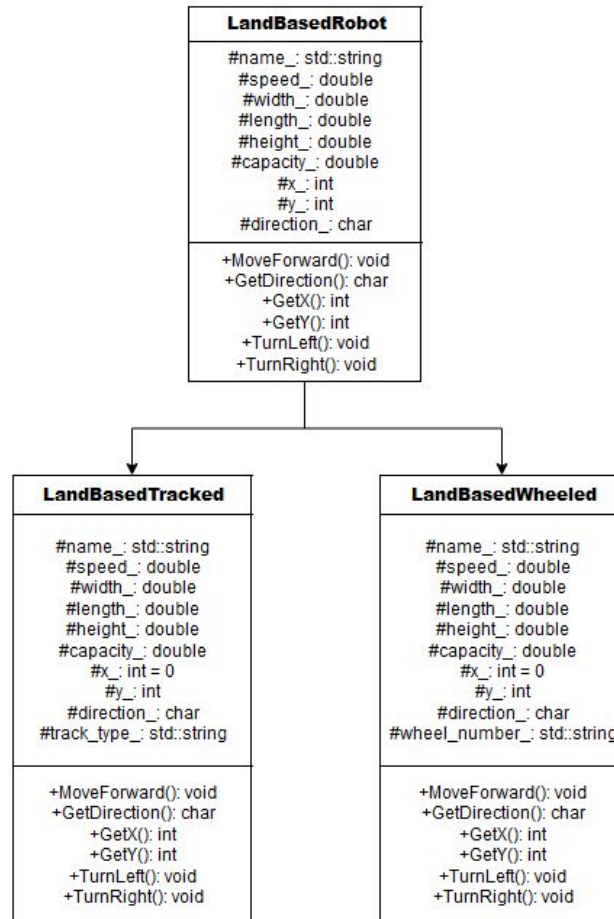 LandBasedRobot
#name_: std::string
#speed_: double
#width_: double
#length_: double
#height_: double
#capacity_: double
#x_: int
#y_: int
#direction_: char
+MoveForward(): void
+GetDirection(): char
+GetX(): int
+GetY(): int
+TurnLeft(): void
+TurnRight(): void
LandBasedTracked
#name_: std::string
#speed_: double
#width_: double
#length_: double
#height_: double
#capacity_: double
#x_: int = 0
#y_: int
#direction_: char
#track_type_: std::string
+MoveForward(): void
+GetDirection(): char
+GetX(): int
+GetY(): int
+TurnLeft(): void
+TurnRight(): void
LandBasedWheeled
#name_: std::string
#speed_: double
#width_: double
#length_: double
#height_: double
#capacity_: double
#x_: int = 0
#y_: int
#direction_: char
#wheel_number_: std::string
+MoveForward(): void
+GetDirection(): char
+GetX(): int
+GetY(): int
+TurnLeft(): void
+TurnRight(): void